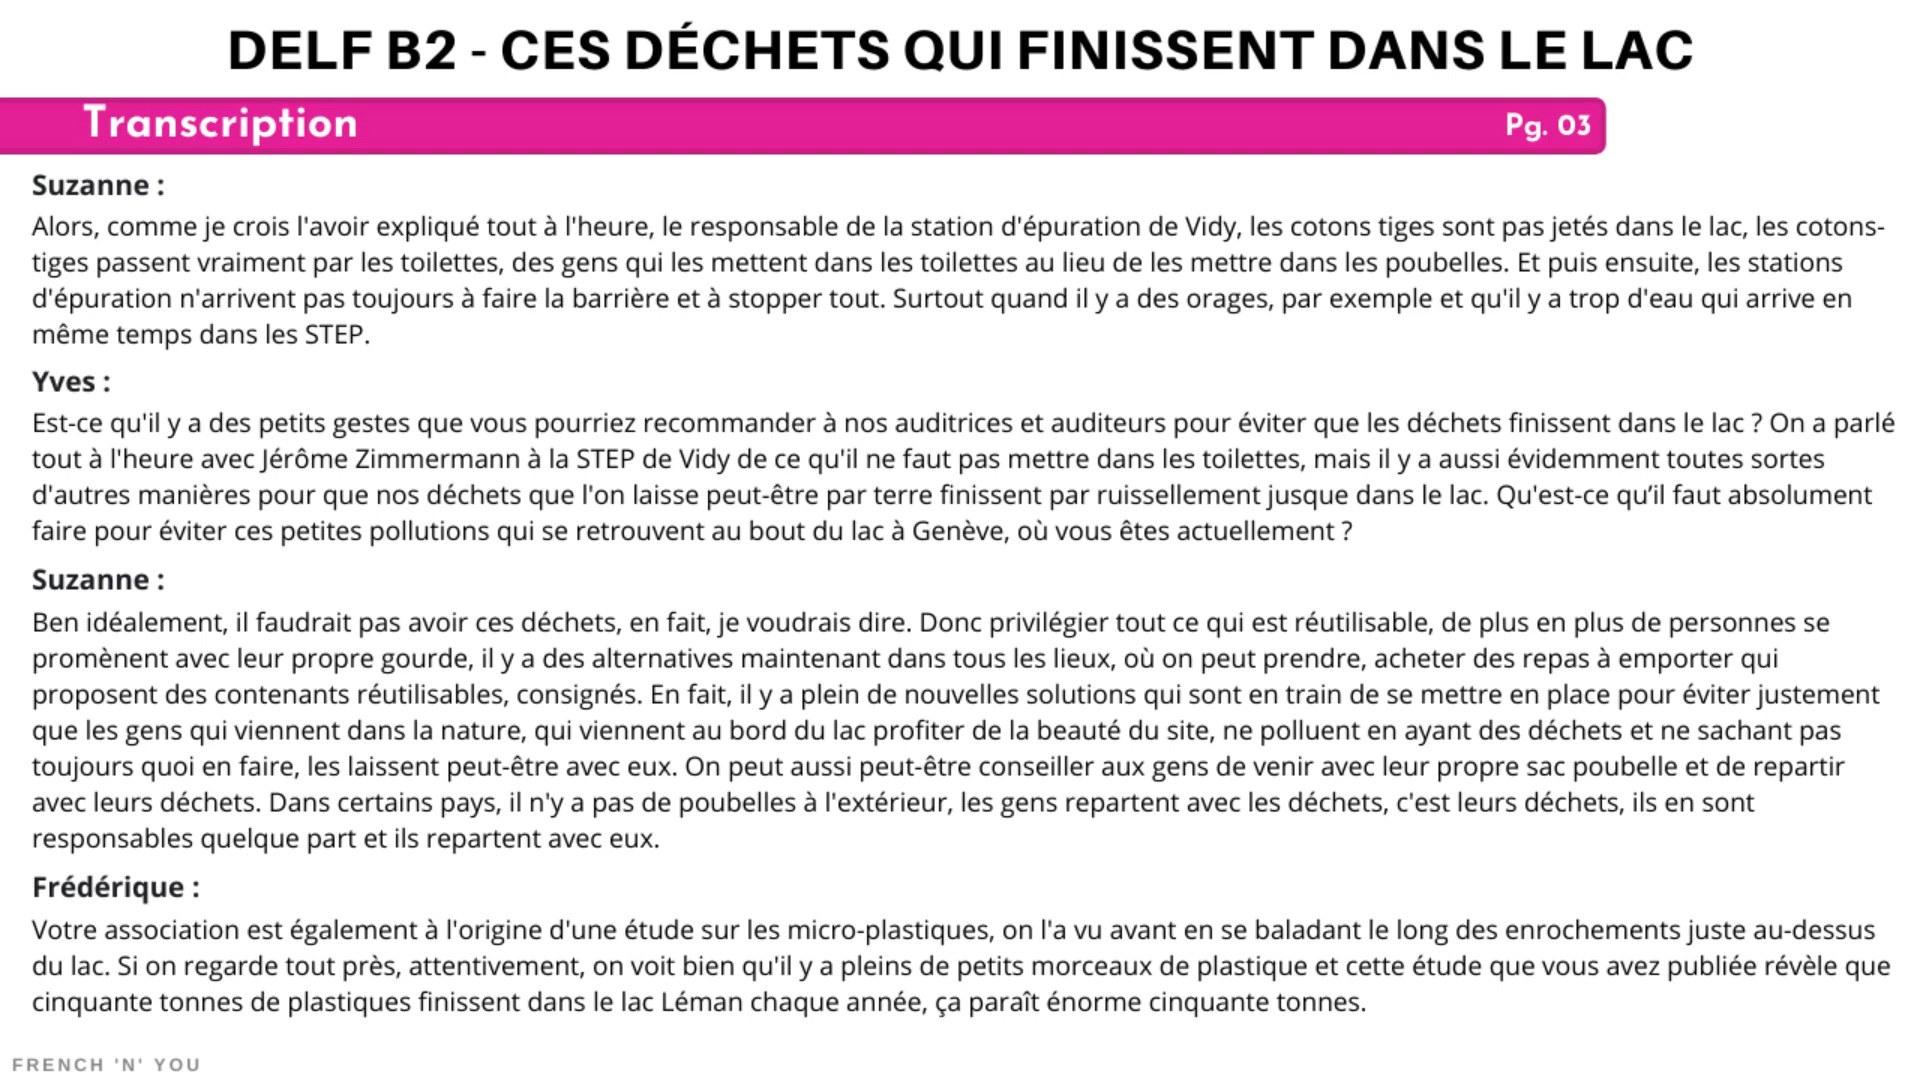 DELF B2 - CES DÉCHETS QUI FINISSENT DANS LE LAC
Transcription
Pg. 03
Suzanne :
Alors, comme je crois l'avoir expliqué tout à l'heure, le responsable de la station d'épuration de Vidy, les cotons tiges sont pas jetés dans le lac, les cotons-
tiges passent vraiment par les toilettes, des gens qui les mettent dans les toilettes au lieu de les mettre dans les poubelles. Et puis ensuite, les stations
d'épuration n'arrivent pas toujours à faire la barrière et à stopper tout. Surtout quand il y a des orages, par exemple et qu'il y a trop d'eau qui arrive en
même temps dans les STEP.
Yves :
Est-ce qu'il y a des petits gestes que vous pourriez recommander à nos auditrices et auditeurs pour éviter que les déchets finissent dans le lac ? On a parlé
tout à l'heure avec Jérôme Zimmermann à la STEP de Vidy de ce qu'il ne faut pas mettre dans les toilettes, mais il y a aussi évidemment toutes sortes
d'autres manières pour que nos déchets que l'on laisse peut-être par terre finissent par ruissellement jusque dans le lac. Qu'est-ce qu’il faut absolument
faire pour éviter ces petites pollutions qui se retrouvent au bout du lac à Genève, où vous êtes actuellement ?
Suzanne :
Ben idéalement, il faudrait pas avoir ces déchets, en fait, je voudrais dire. Donc privilégier tout ce qui est réutilisable, de plus en plus de personnes se
promènent avec leur propre gourde, il y a des alternatives maintenant dans tous les lieux, où on peut prendre, acheter des repas à emporter qui
proposent des contenants réutilisables, consignés. En fait, il y a plein de nouvelles solutions qui sont en train de se mettre en place pour éviter justement
que les gens qui viennent dans la nature, qui viennent au bord du lac profiter de la beauté du site, ne polluent en ayant des déchets et ne sachant pas
toujours quoi en faire, les laissent peut-être avec eux. On peut aussi peut-être conseiller aux gens de venir avec leur propre sac poubelle et de repartir
avec leurs déchets. Dans certains pays, il n'y a pas de poubelles à l'extérieur, les gens repartent avec les déchets, c'est leurs déchets, ils en sont
responsables quelque part et ils repartent avec eux.
Frédérique :
Votre association est également à l'origine d'une étude sur les micro-plastiques, on l'a vu avant en se baladant le long des enrochements juste au-dessus
du lac. Si on regarde tout près, attentivement, on voit bien qu'il y a pleins de petits morceaux de plastique et cette étude que vous avez publiée révèle que
cinquante tonnes de plastiques finissent dans le lac Léman chaque année, ça paraît énorme cinquante tonnes.
FRENCH 'N' YOU